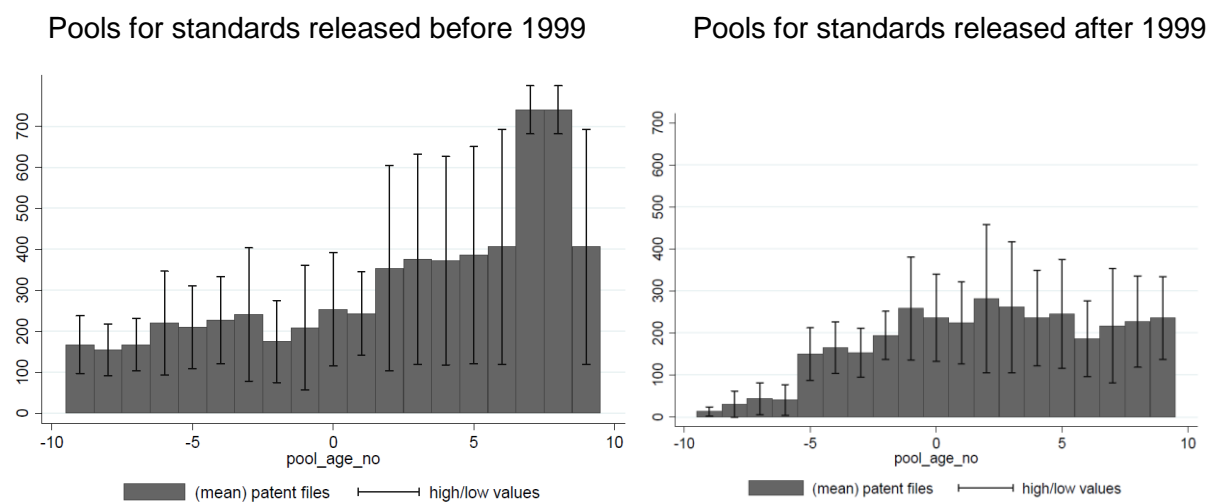 Pools for standards released before 1999
700
600
500
400
300
200
100
0
-10 -5 0 5 10
pool_age_no
(mean) patent files high/low values
Pools for standards released after 1999
700
600
500
400
300
200
100
0
-10 -5 0 5 10
pool_age_no
(mean) patent files high/low values